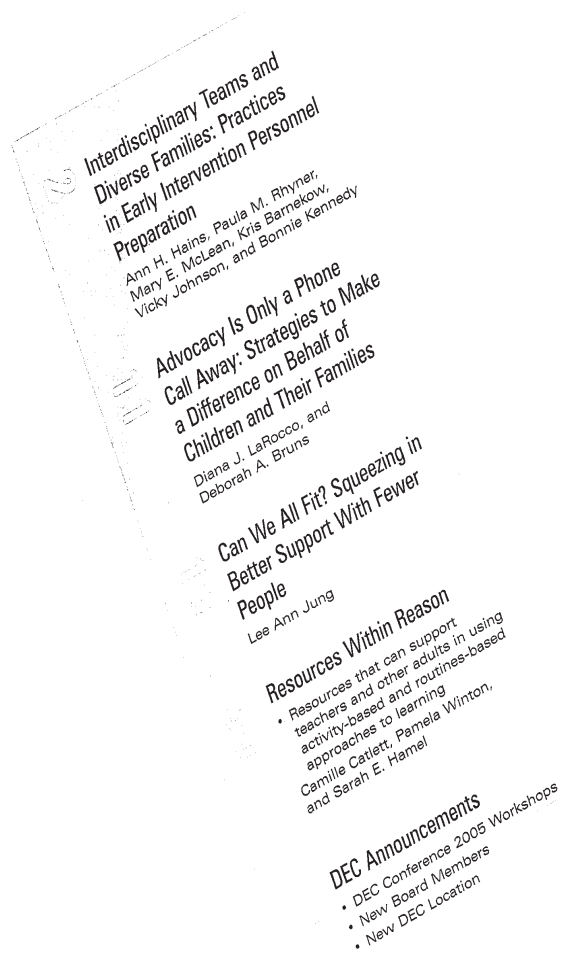 2
Interdisciplinary Teams and
Diverse Families: Practices
in Early Intervention Personnel
Preparation
Ann H. Hains, Paula M. Rhyner,
Mary E. McLean, Kris Barnekow,
Vicky Johnson, and Bonnie Kennedy
Advocacy Is Only a Phone
Call Away: Strategies to Make
a Difference on Behalf of
Children and Their Families
Diana J. LaRocco, and
Deborah A. Bruns
Can We All Fit? Squeezing in
Better Support With Fewer
People
Lee Ann Jung
Resources Within Reason
• Resources that can support
teachers and other adults in using
activity-based and routines-based
approaches to learning
Camille Catlett, Pamela Winton,
and Sarah E. Hamel
DEC Announcements
• DEC Conference 2005 Workshops
• New Board Members
• New DEC Location